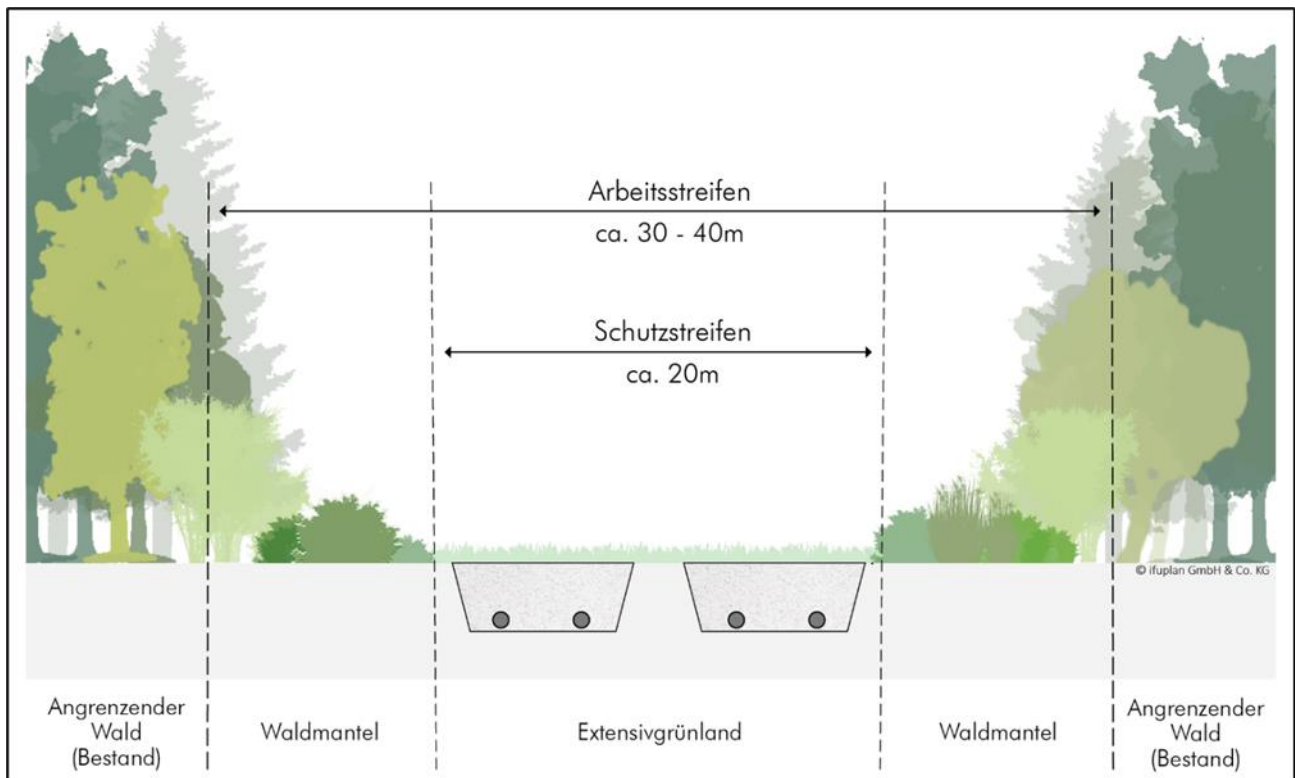 Arbeitsstreifen
ca. 30 - 40m
Schutzstreifen
ca. 20m
© ifuplan GmbH & Co. KG
Angrenzender
Wald
(Bestand)
Waldmantel
Extensivgrünland
Waldmantel
Angrenzender
Wald
(Bestand)